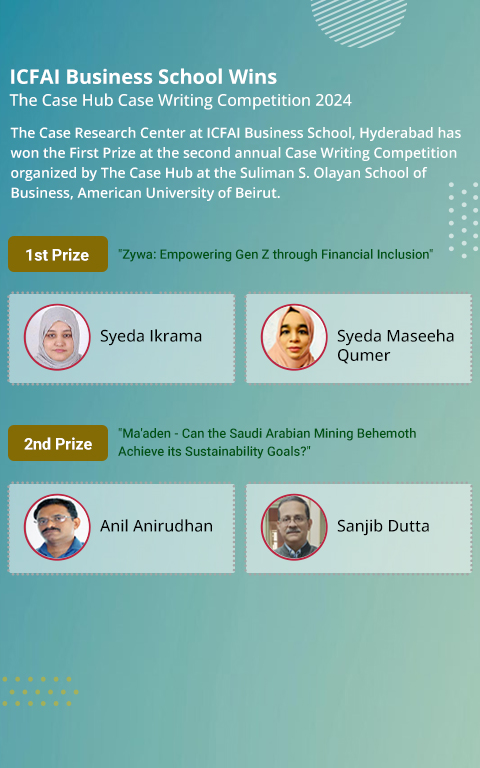 ICFAI Business School Wins
The Case Hub Case Writing Competition 2024
The Case Research Center at ICFAI Business School, Hyderabad has
won the First Prize at the second annual Case Writing Competition
organized by The Case Hub at the Suliman S. Olayan School of
Business, American University of Beirut.
1st Prize
"Zywa: Empowering Gen Z through Financial Inclusion"
Syeda Ikrama
Syeda Maseeha
Qumer
2nd Prize
"Ma'aden - Can the Saudi Arabian Mining Behemoth
Achieve its Sustainability Goals?"
Anil Anirudhan
Sanjib Dutta